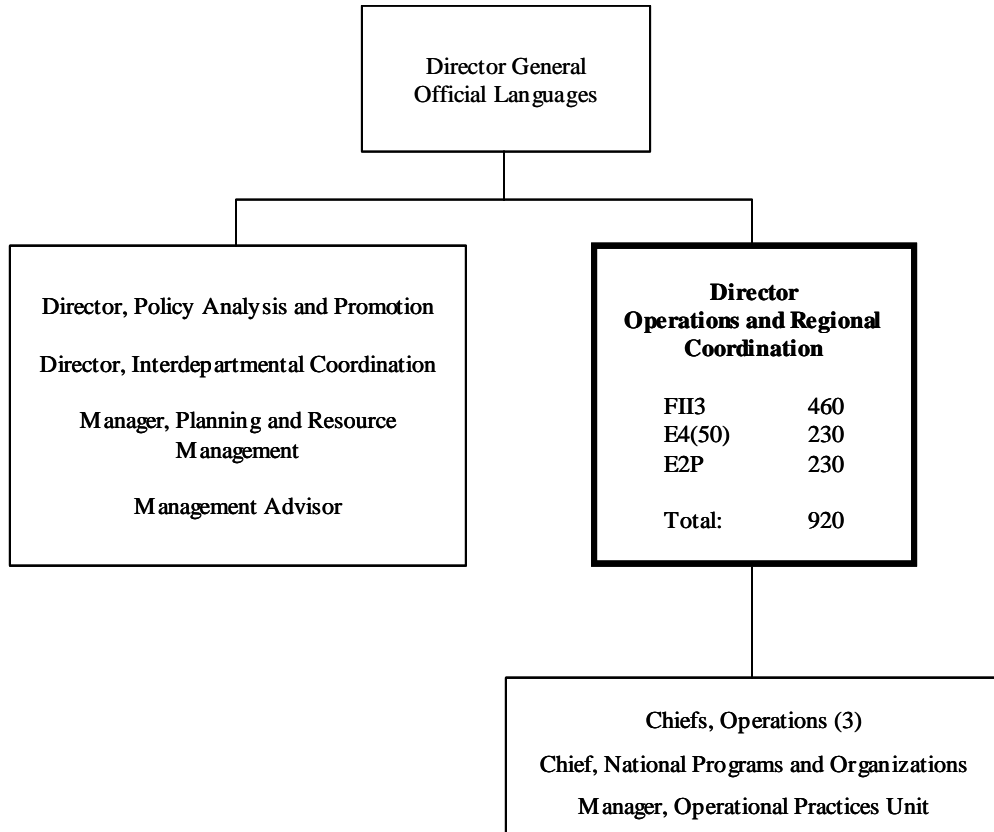 Director General
Official Languages
Director, Policy Analysis and Promotion
Director, Interdepartmental Coordination
Manager, Planning and Resource
Management
Management Advisor
Director
Operations and Regional
Coordination
FII3 460
E4(50) 230
E2P 230
Total: 920
Chiefs, Operations (3)
Chief, National Programs and Organizations
Manager, Operational Practices Unit